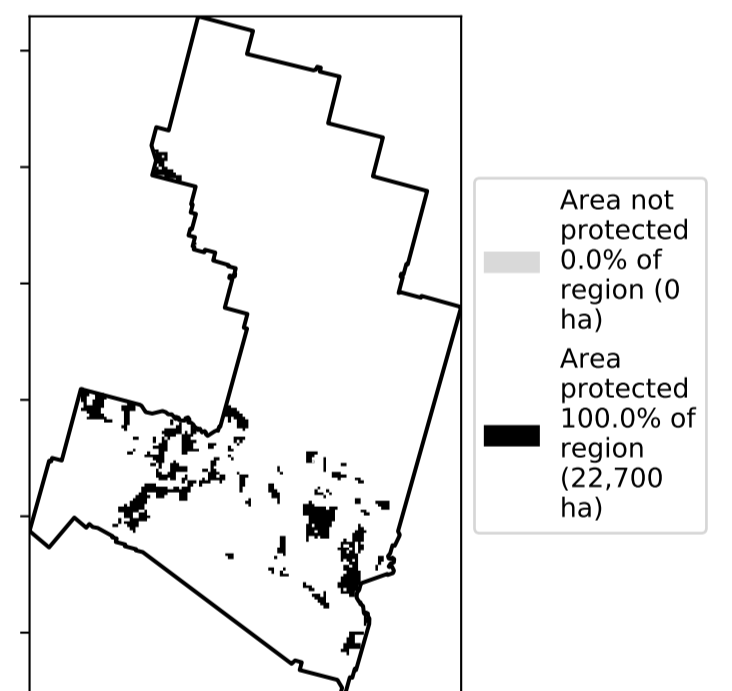 Area not
protected
0.0% of
region (0
ha)
Area
protected
100.0% of
region
(22,700
ha)